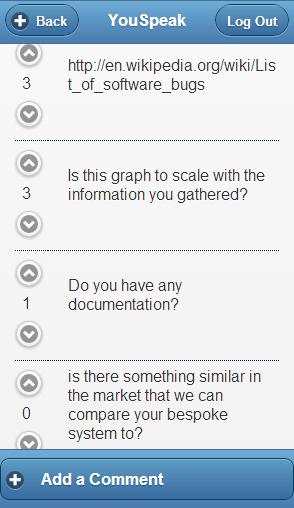 Back
YouSpeak
Log Out
http://en.wikipedia.org/wiki/Lis
t_of_software_bugs
3
Is this graph to scale with the
information you gathered?
3
Do you have any
documentation?
1
is there something similar in
the market that we can
compare your bespoke
system to?
0
Add a Comment